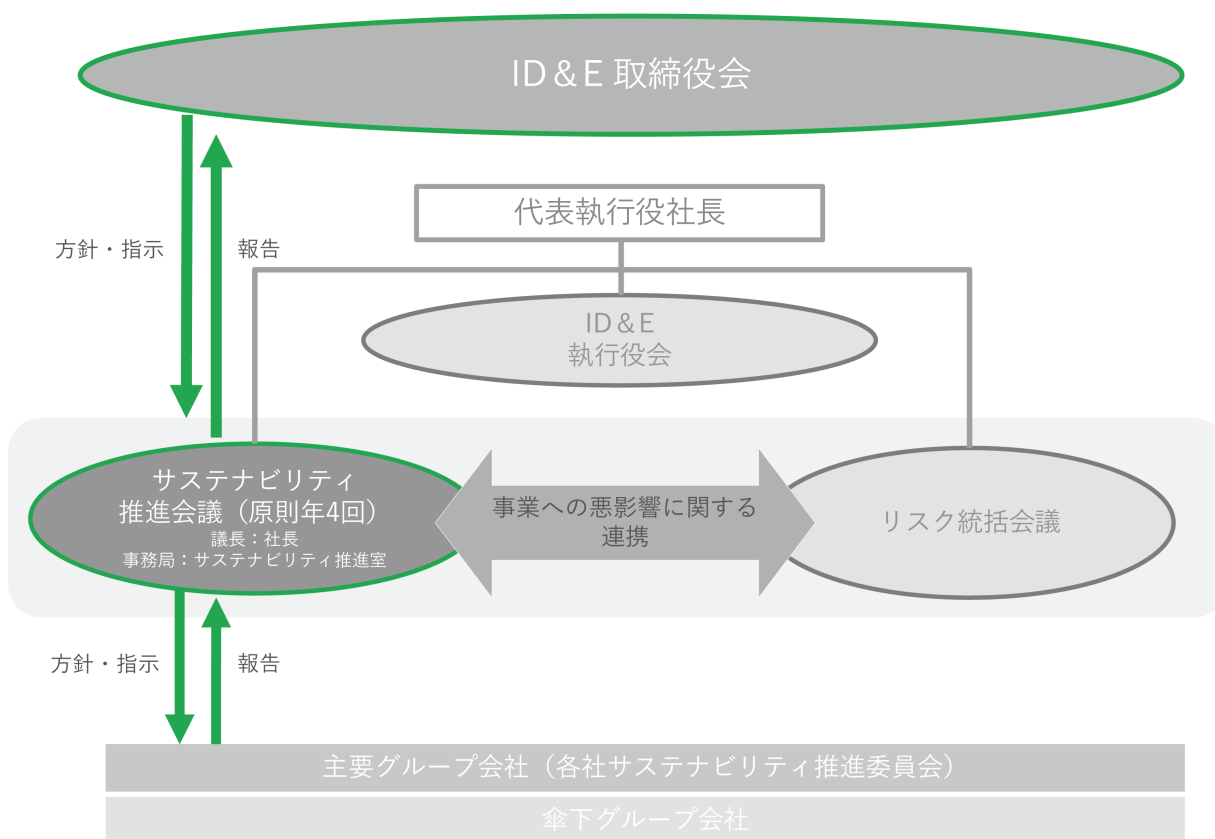 ID&E 取締役会
代表執行役社長
方針・指示
報告
ID&E
執行役会
サステナビリティ
推進会議（原則年4回）
議長：社長
事務局：サステナビリティ推進室
事業への悪影響に関する
連携
リスク統括会議
方針・指示
報告
主要グループ会社（各社サステナビリティ推進委員会）
傘下グループ会社